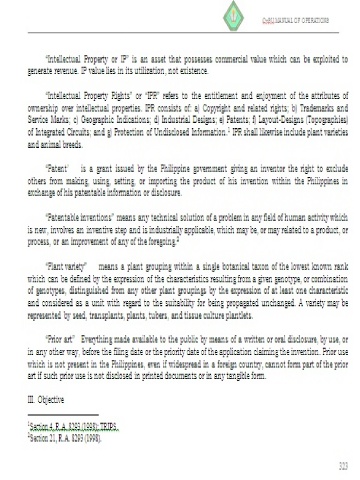 MANUAL OF OPERATIONS
"Intellectual Property or IP" is an asset that possesses commercial value which can be exploited to
generate revenue. IP value lies in its utilization, not existence.
"Intellectual Property Rights" or "IPR" refers to the entitlement and enjoyment of the attributes of
ownership over intellectual properties. IPR consists of: a) Copyright and related rights; b) Trademarks and
Service Marks; c) Geographic Indications; d) Industrial Designs; e) Patents; f) Layout-Designs (Topographies)
of Integrated Circuits; and g) Protection of Undisclosed Information.1 IPR shall likewise include plant varieties
and animal breeds.
"Patent" is a grant issued by the Philippine government giving an inventor the right to exclude
others from making, using, setting, or importing the product of his invention within the Philippines in
exchange of his patentable information or disclosure.
"Patentable inventions" means any technical solution of a problem in any field of human activity which
is new, involves an inventive step and is industrially applicable, which may be, or may related to a product, or
process, or an improvement of any of the foregoing.2
"Plant variety" means a plant grouping within a single botanical taxon of the lowest known rank
which can be defined by the expression of the characteristics resulting from a given genotype, or combination
of genotypes, distinguished from any other plant groupings by the expression of at least one characteristic
and considered as a unit with regard to the suitability for being propagated unchanged. A variety may be
represented by seed, transplants, plants, tubers, and tissue culture plantlets.
"Prior art" Everything made available to the public by means of a written or oral disclosure, by use, or
in any other way, before the filing date or the priority date of the application claiming the invention. Prior use
which is not present in the Philippines, even if widespread in a foreign country, cannot form part of the prior
art if such prior use is not disclosed in printed documents or in any tangible form.
III. Objective
1Section 4, R.A. 8293 (1998); TRIPS.
2Section 21, R.A. 8293 (1998).
323